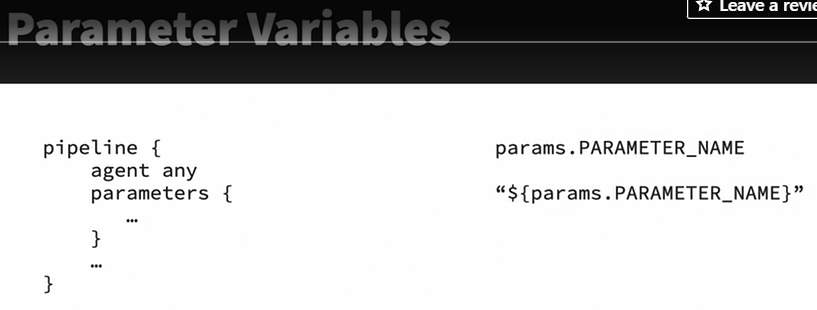 ☆ Leave a revie
Parameter Variables
pipeline {
    agent any
    parameters {
        …
    }
    …
}
params.PARAMETER_NAME
“${params.PARAMETER_NAME}”